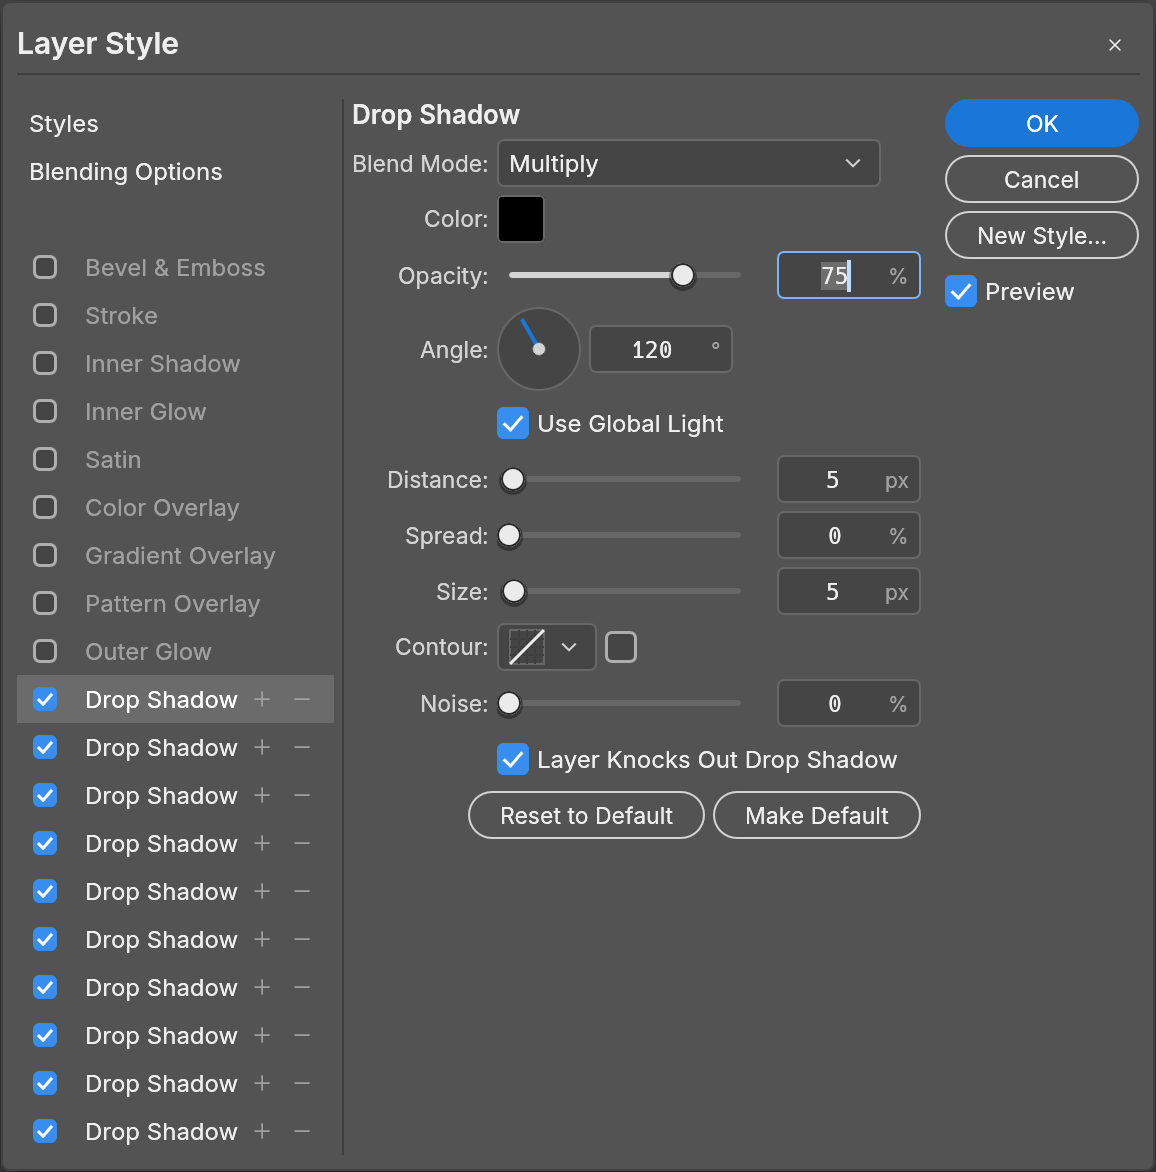 Layer Style
Styles
Blending Options
Bevel & Emboss
Stroke
Inner Shadow
Inner Glow
Satin
Color Overlay
Gradient Overlay
Pattern Overlay
Outer Glow
Drop Shadow
Drop Shadow
Drop Shadow
Drop Shadow
Drop Shadow
Drop Shadow
Drop Shadow
Drop Shadow
Drop Shadow
Drop Shadow
Drop Shadow
Blend Mode: Multiply
Color:
Opacity: 75 %
Angle: 120 °
Use Global Light
Distance: 5 px
Spread: 0 %
Size: 5 px
Contour:
Noise: 0 %
Layer Knocks Out Drop Shadow
Reset to Default Make Default
OK
Cancel
New Style...
Preview